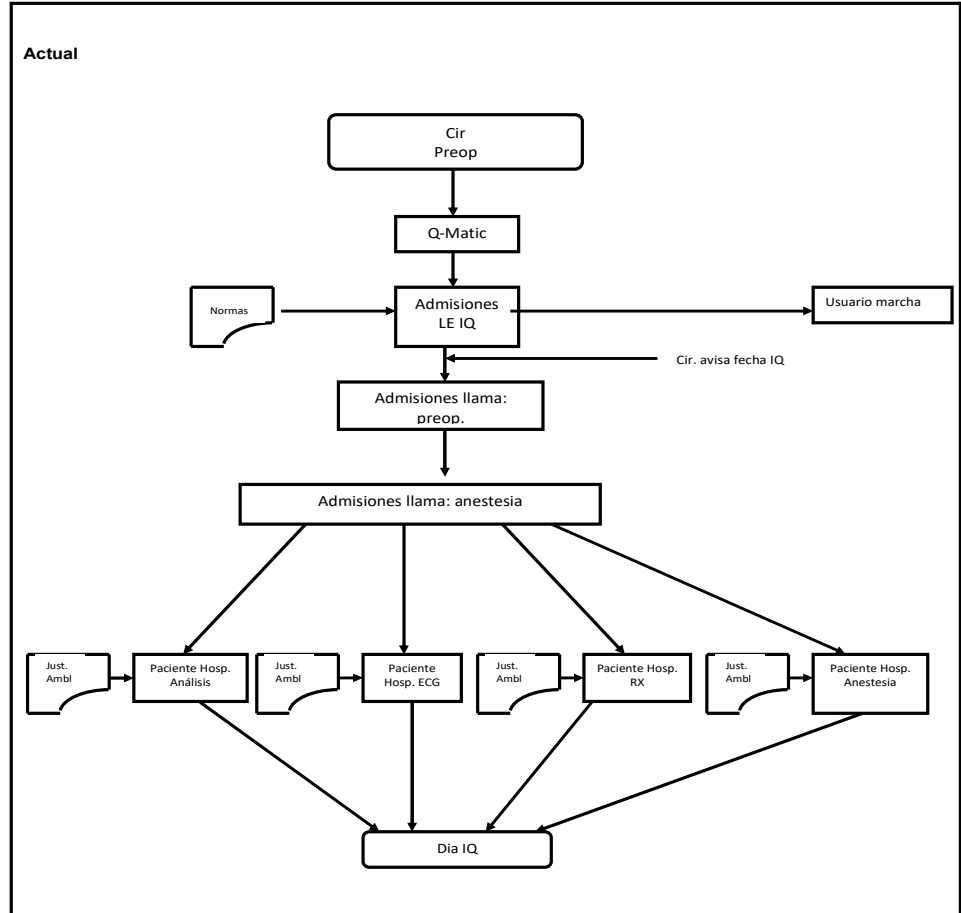 Actual
Cir
Preop
Q-Matic
Normas
Admisiones
LE IQ
Usuario marcha
Cir. avisa fecha IQ
Admisiones llama:
preop.
Admisiones llama: anestesia
Just.
Ambl
Paciente Hosp.
Análisis
Just.
Ambl
Paciente
Hosp. ECG
Just.
Ambl
Paciente Hosp.
RX
Just.
Ambl
Paciente Hosp.
Anestesia
Dia IQ